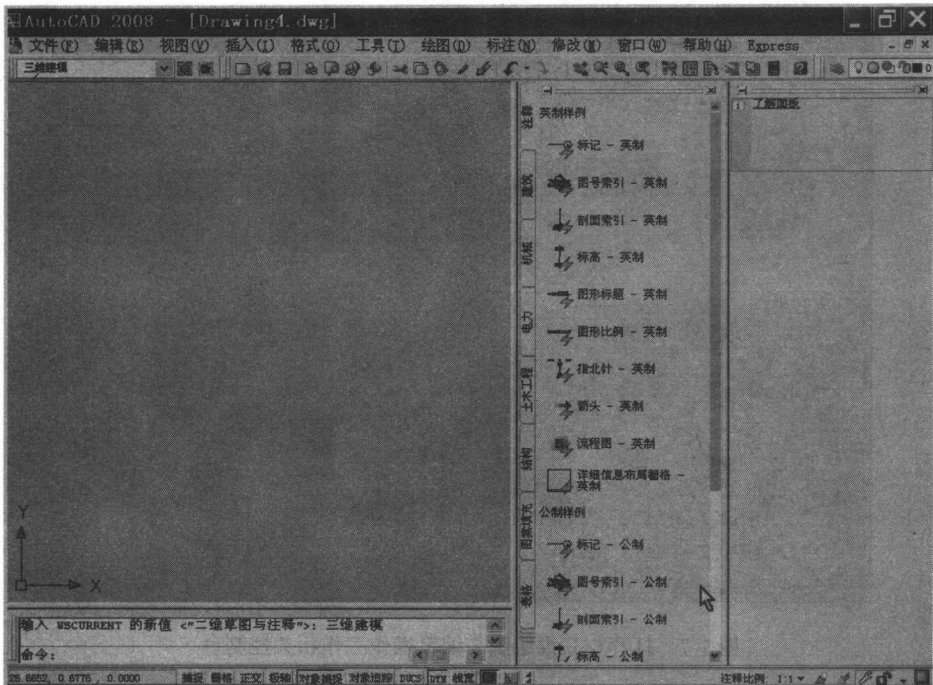 AutoCAD 2008 - [Drawing4.dwg]
文件(F) 编辑(E) 视图(V) 插入(I) 格式(O) 工具(T) 绘图(D) 标注(N) 修改(M) 窗口(W) 帮助(H) Express
三维建模
0
注释
建筑
机械
电力
土木工程
结构
图案填充
表格
英制样例
标记 - 英制
图号索引 - 英制
剖面索引 - 英制
标高 - 英制
图形标题 - 英制
图形比例 - 英制
指北针 - 英制
箭头 - 英制
流程图 - 英制
详细信息布局栅格 -
英制
公制样例
标记 - 公制
图号索引 - 公制
剖面索引 - 公制
标高 - 公制
了解面板
Y
X
输入 WSCURRENT 的新值 <"二维草图与注释">: 三维建模
命令:
0.0000 捕捉 栅格 正交 极轴 对象捕捉 对象追踪 DUCS DYN 线宽
注释比例: 1:1